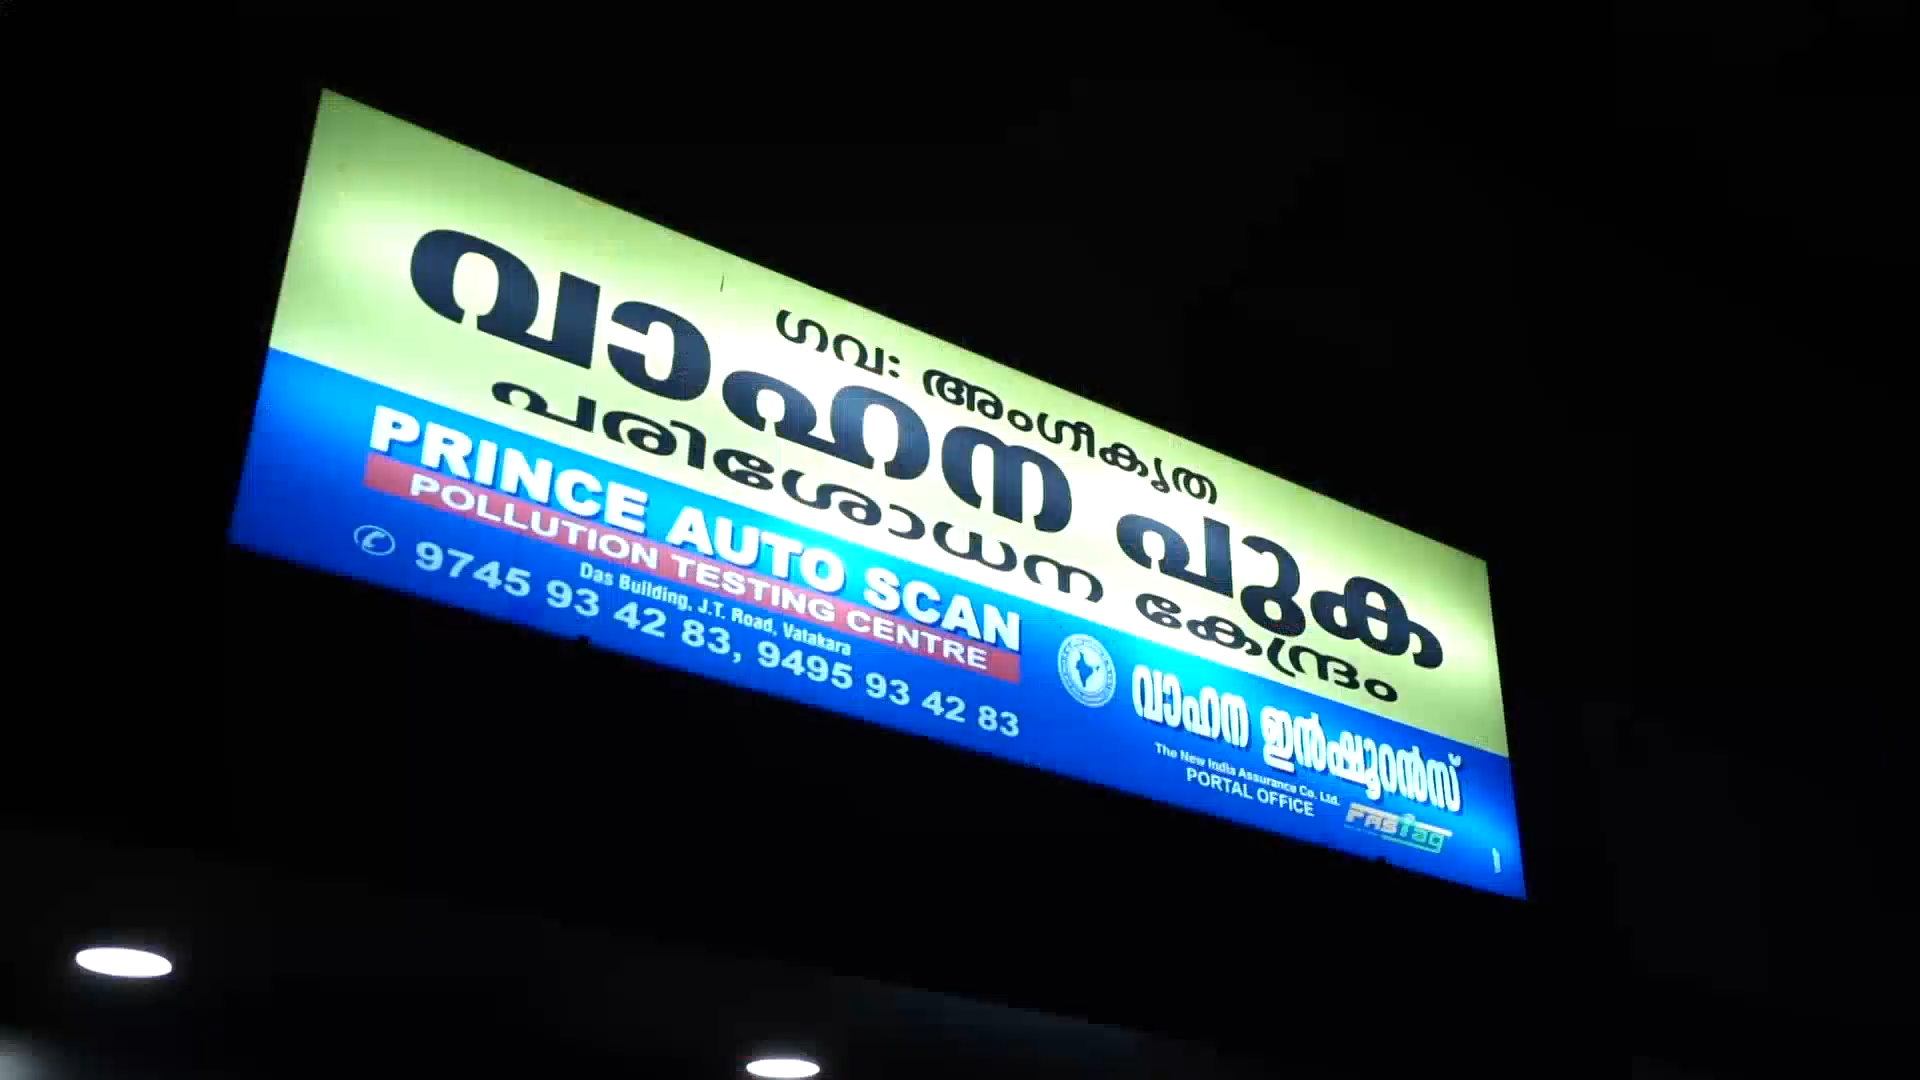 ഗവ: അംഗീകൃത
വാഹന പുക
പരിശോധന കേന്ദ്രം
PRINCE AUTO SCAN
POLLUTION TESTING CENTRE
Das Building, J.T. Road, Vatakara
✆ 9745 93 42 83, 9495 93 42 83
വാഹന ഇൻഷൂറൻസ്
The New India Assurance Co. Ltd.
PORTAL OFFICE
FASTag